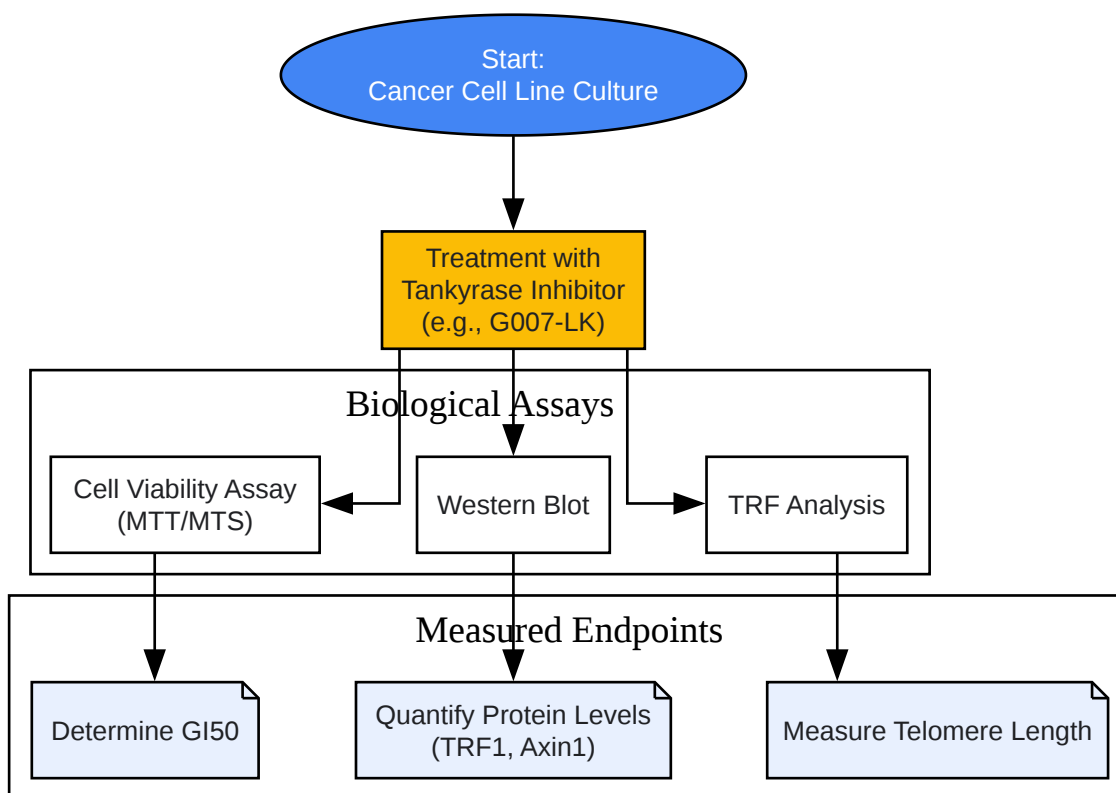 Start:
Cancer Cell Line Culture
Treatment with
Tankyrase Inhibitor
(e.g., G007-LK)
Biological Assays
Cell Viability Assay
(MTT/MTS)
Western Blot
TRF Analysis
Measured Endpoints
Determine GI50
Quantify Protein Levels
(TRF1, Axin1)
Measure Telomere Length